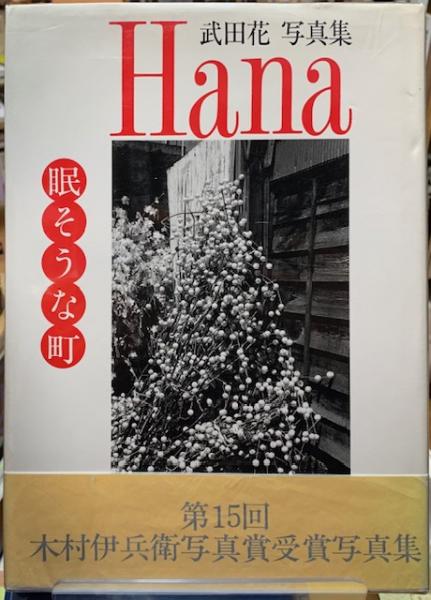 武田花 写真集
Hana
眠そうな町
第15回
木村伊兵衛写真賞受賞写真集